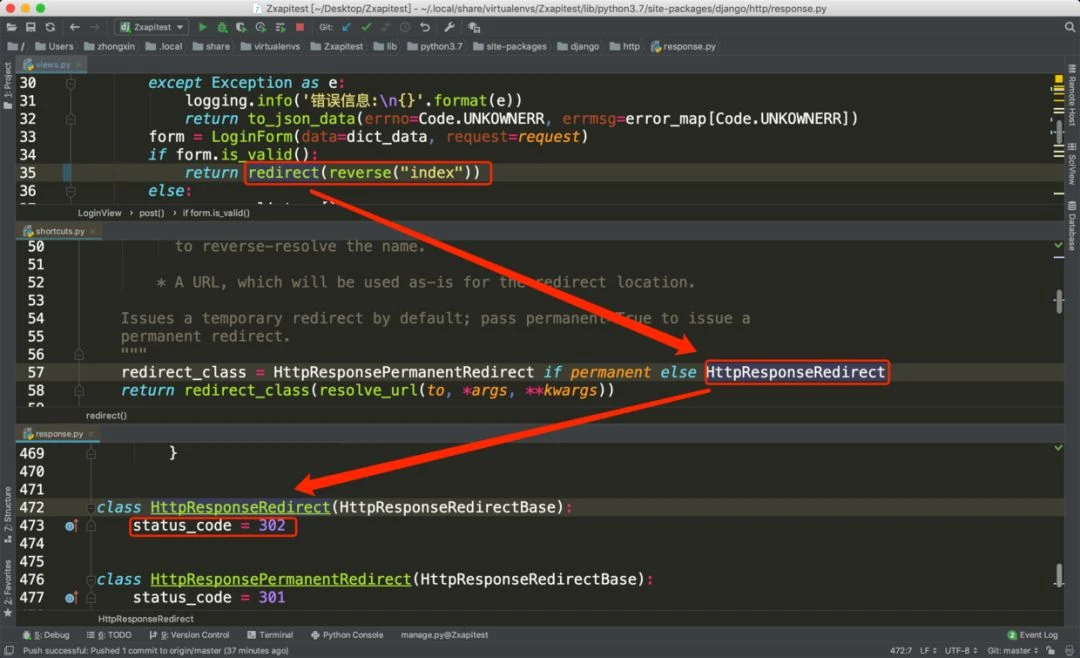 Zxapitest [~/Desktop/Zxapitest] - ~/.local/share/virtualenvs/Zxapitest/lib/python3.7/site-packages/django/http/response.py
Zxapitest
Git:
/ Users zhongxin .local share virtualenvs Zxapitest lib python3.7 site-packages django http response.py
1: Project
views.py
30 except Exception as e:
31 logging.info('错误信息:\n{}'.format(e))
32 return to_json_data(errno=Code.UNKOWNERR, errmsg=error_map[Code.UNKOWNERR])
33 form = LoginForm(data=dict_data, request=request)
34 if form.is_valid():
35 return redirect(reverse("index"))
36 else:
LoginView › post() › if form.is_valid()
shortcuts.py
50 to reverse-resolve the name.
51
52 * A URL, which will be used as-is for the redirect location.
53
54 Issues a temporary redirect by default; pass permanent=True to issue a
55 permanent redirect.
56 """
57 redirect_class = HttpResponsePermanentRedirect if permanent else HttpResponseRedirect
58 return redirect_class(resolve_url(to, *args, **kwargs))
redirect()
response.py
469 }
470
471
472 class HttpResponseRedirect(HttpResponseRedirectBase):
473 status_code = 302
474
475
476 class HttpResponsePermanentRedirect(HttpResponseRedirectBase):
477 status_code = 301
HttpResponseRedirect
Remote Host
SciView
Database
7: Structure
2: Favorites
5: Debug 6: TODO 9: Version Control Terminal Python Console manage.py@Zxapitest 2 Event Log
Push successful: Pushed 1 commit to origin/master (37 minutes ago) 472:7 LF UTF-8 Git: master